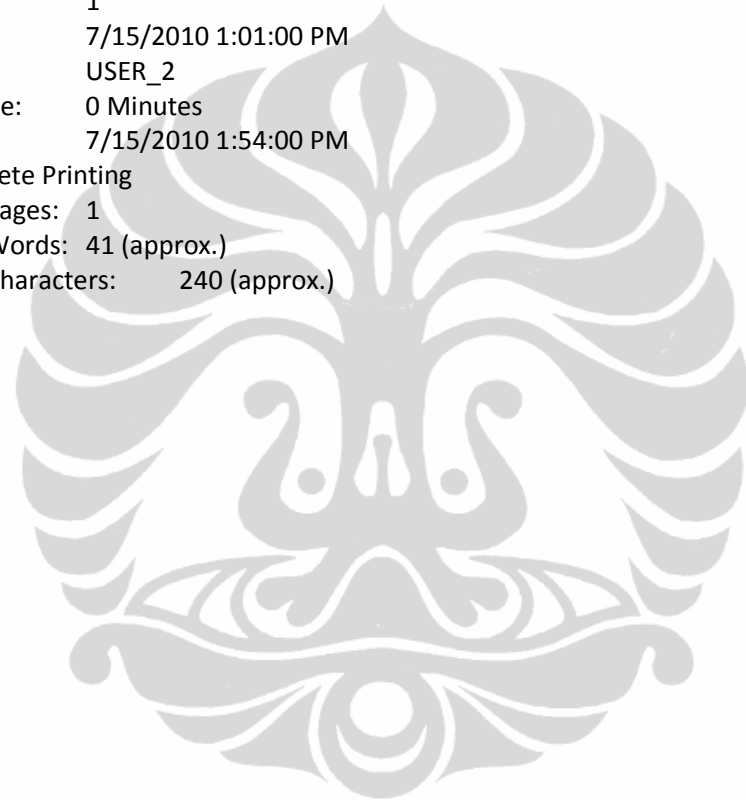 1
7/15/2010 1:01:00 PM
USER_2
e: 0 Minutes
7/15/2010 1:54:00 PM
ete Printing
ages: 1
Words: 41 (approx.)
haracters: 240 (approx.)